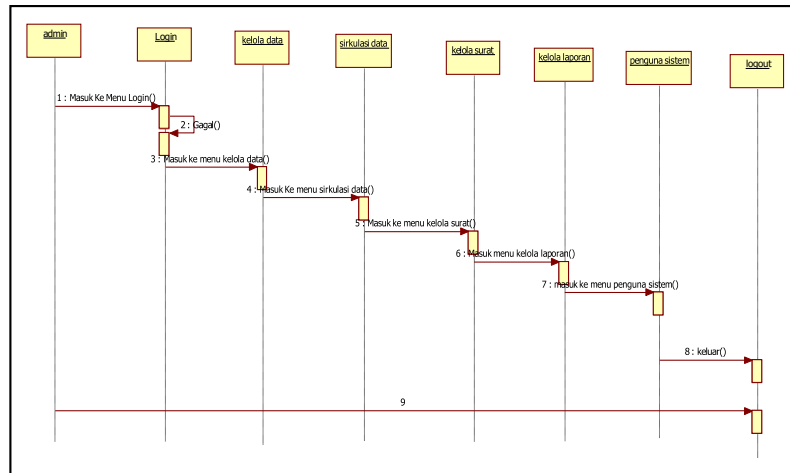 admin
Login
kelola data
sirkulasi data
kelola surat
kelola laporan
penguna sistem
logout
1 : Masuk Ke Menu Login()
2 : Gagal()
3 : Masuk ke menu kelola data()
4 : Masuk Ke menu sirkulasi data()
5 : Masuk ke menu kelola surat()
6 : Masuk menu kelola laporan()
7 : masuk ke menu penguna sistem()
8 : keluar()
9